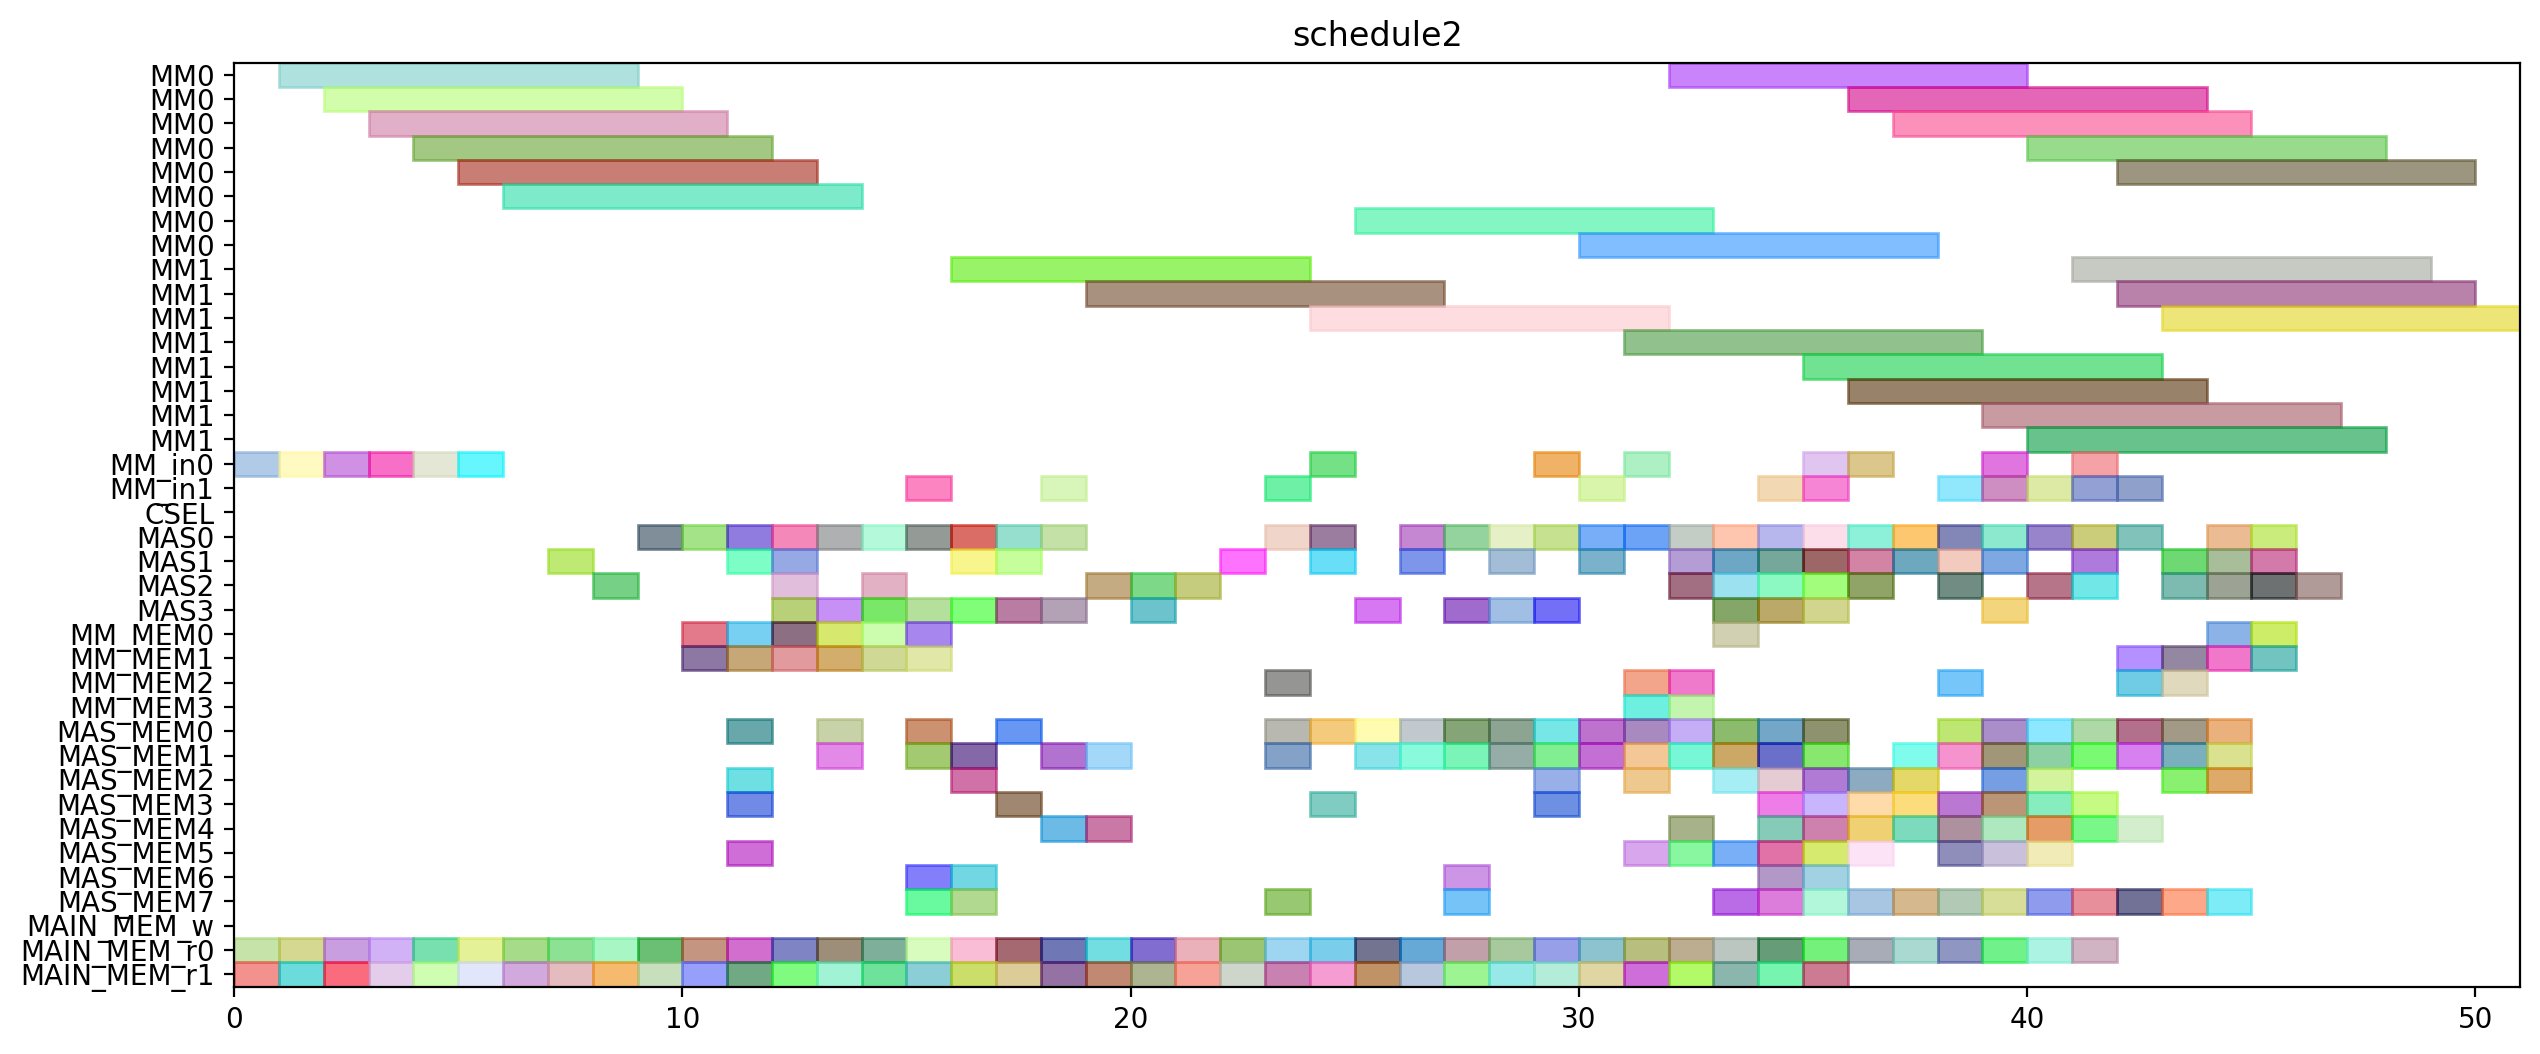 schedule2
MM0
MM0
MM0
MM0
MM0
MM0
MM0
MM0
MM1
MM1
MM1
MM1
MM1
MM1
MM1
MM1
MM_in0
MM_in1
CSEL
MAS0
MAS1
MAS2
MAS3
MM_MEM0
MM_MEM1
MM_MEM2
MM_MEM3
MAS_MEM0
MAS_MEM1
MAS_MEM2
MAS_MEM3
MAS_MEM4
MAS_MEM5
MAS_MEM6
MAS_MEM7
MAIN_MEM_w
MAIN_MEM_r0
MAIN_MEM_r1
0 10 20 30 40 50